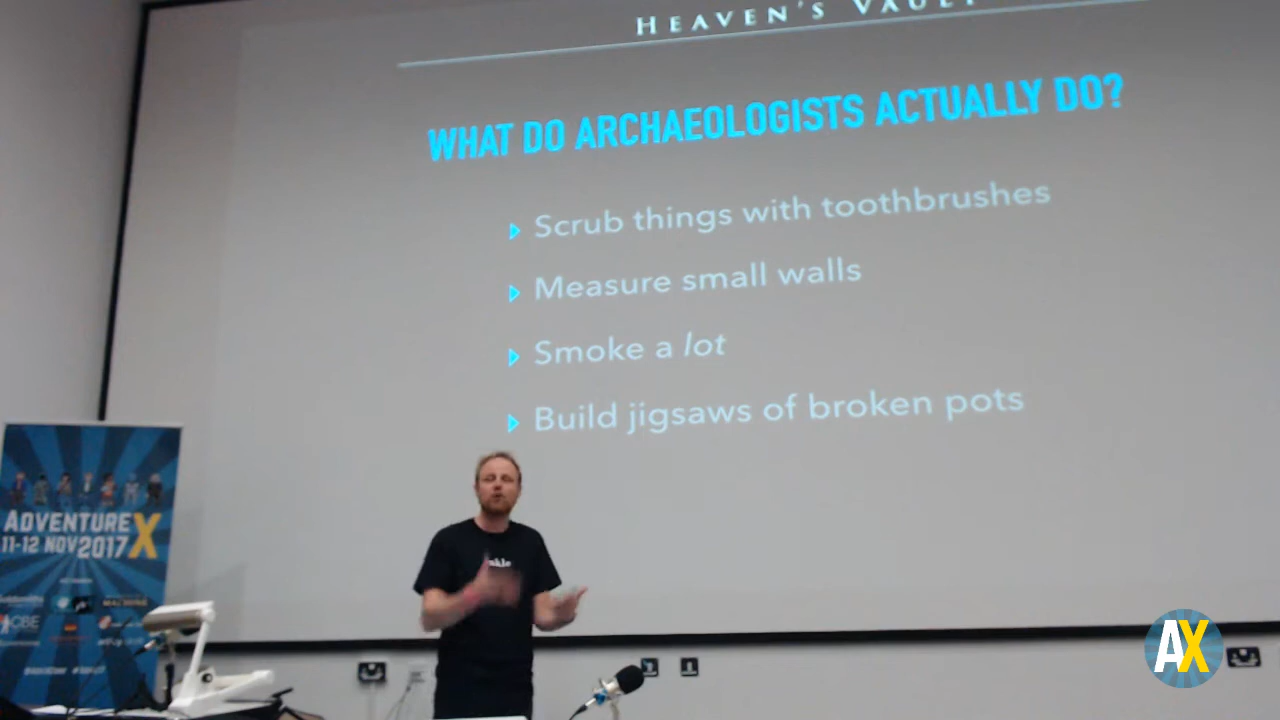 HEAVEN'S VAULT
WHAT DO ARCHAEOLOGISTS ACTUALLY DO?
Scrub things with toothbrushes
Measure small walls
Smoke a lot
Build jigsaws of broken pots
ADVENTURE X
11-12 NOV 2017
AX